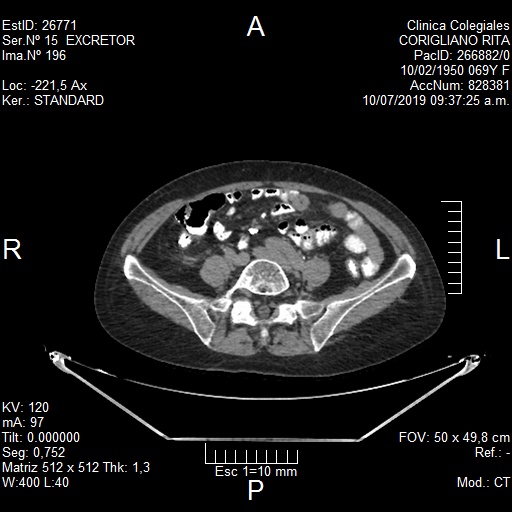 EstID: 26771
Ser.Nº 15 EXCRETOR
Ima.Nº 196
Loc: -221,5 Ax
Ker.: STANDARD
A
Clinica Colegiales
CORIGLIANO RITA
PacID: 266882/0
10/02/1950 069Y F
AccNum: 828381
10/07/2019 09:37:25 a.m.
R
L
KV: 120
mA: 97
Tilt: 0.000000
Seg: 0,752
Matriz 512 x 512 Thk: 1,3
W:400 L:40
Esc 1=10 mm
P
FOV: 50 x 49,8 cm
Ref.: -
Mod.: CT